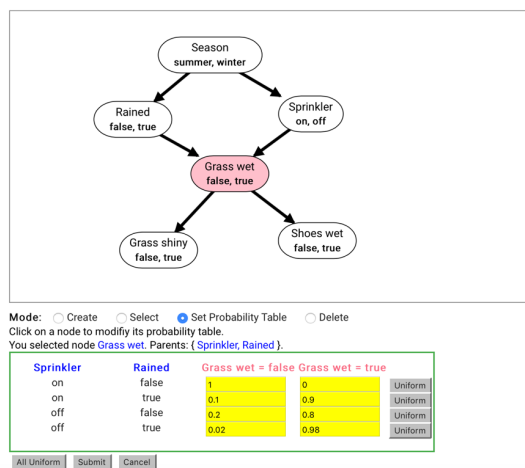 Season
summer, winter
Rained
false, true
Sprinkler
on, off
Grass wet
false, true
Grass shiny
false, true
Shoes wet
false, true
Mode: Create Select Set Probability Table Delete
Click on a node to modifiy its probability table.
You selected node Grass wet. Parents: { Sprinkler, Rained }.
Sprinkler Rained Grass wet = false Grass wet = true
on false 1 0 Uniform
on true 0.1 0.9 Uniform
off false 0.2 0.8 Uniform
off true 0.02 0.98 Uniform
All Uniform Submit Cancel